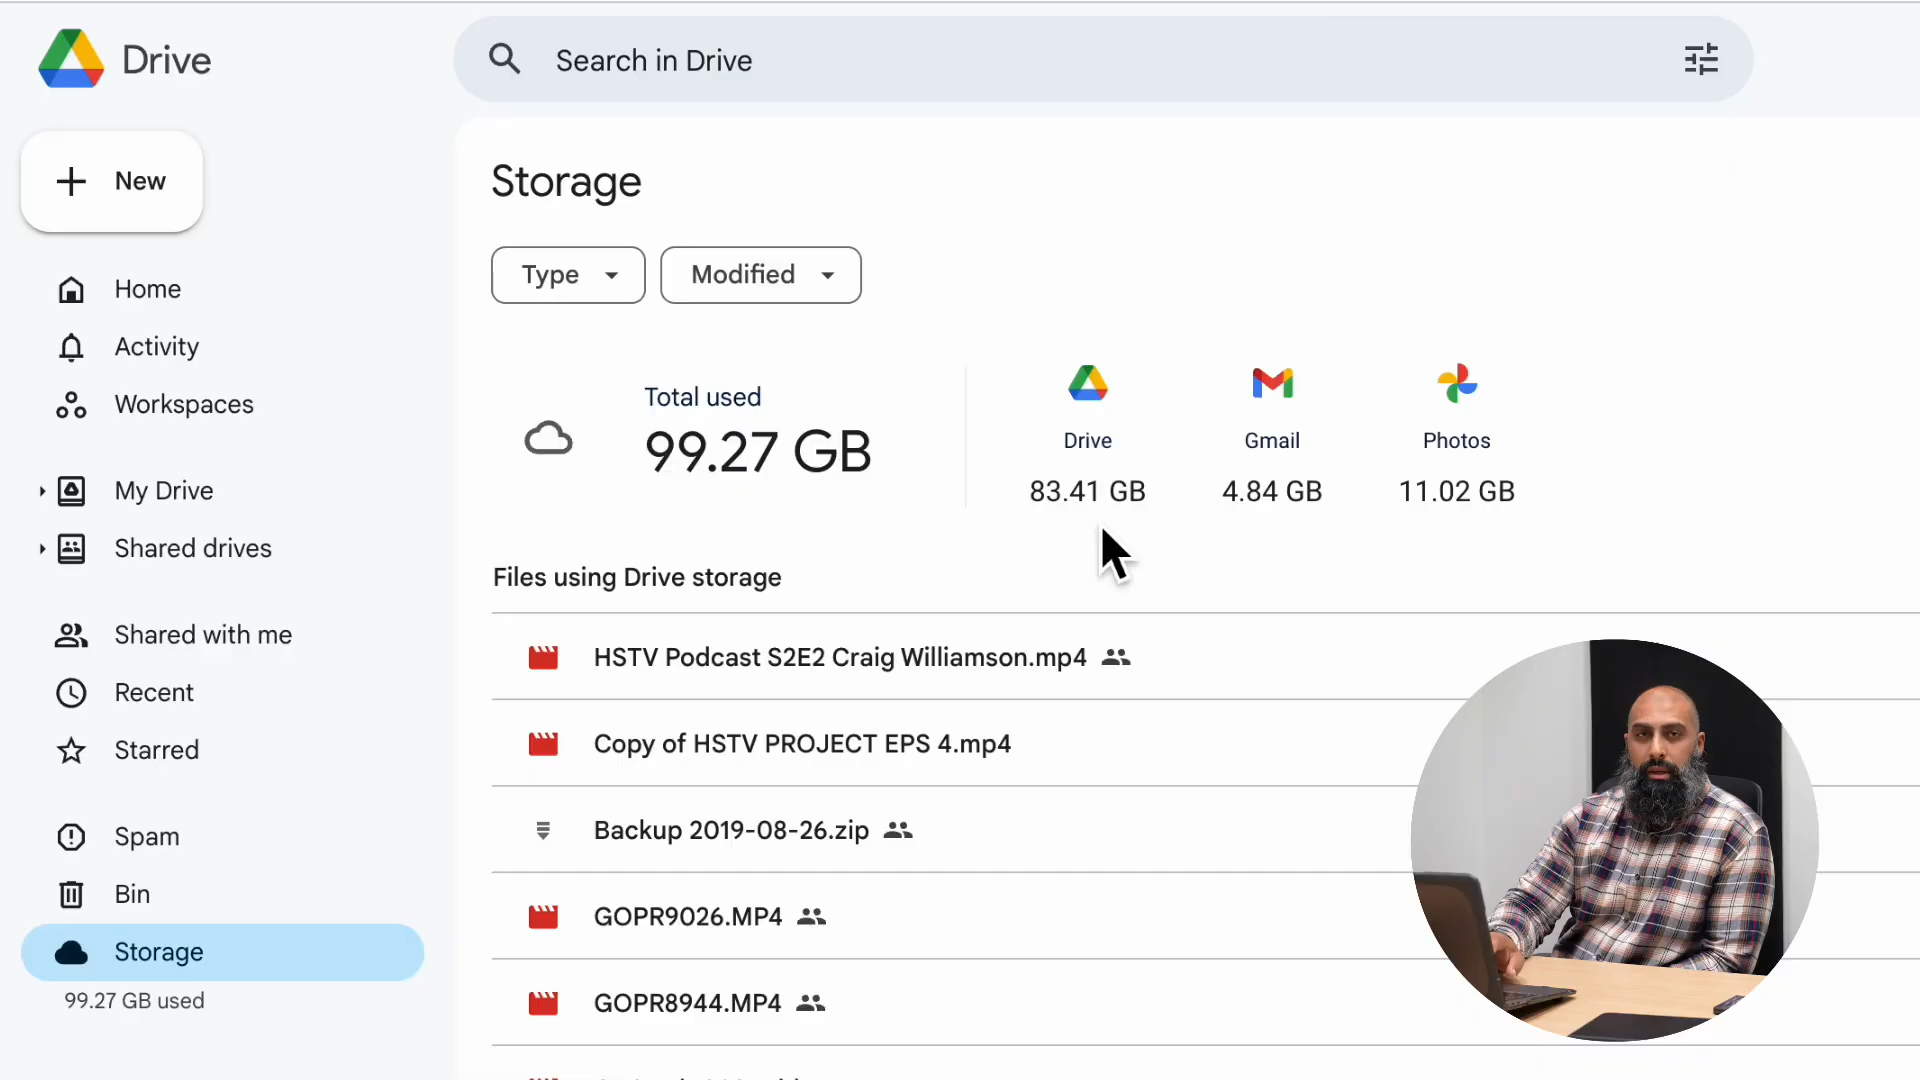 Drive
Search in Drive
New
Home
Activity
Workspaces
My Drive
Shared drives
Shared with me
Recent
Starred
Spam
Bin
Storage
99.27 GB used
Storage
Type
Modified
Total used
99.27 GB
Drive
83.41 GB
Gmail
4.84 GB
Photos
11.02 GB
Files using Drive storage
HSTV Podcast S2E2 Craig Williamson.mp4
Copy of HSTV PROJECT EPS 4.mp4
Backup 2019-08-26.zip
GOPR9026.MP4
GOPR8944.MP4